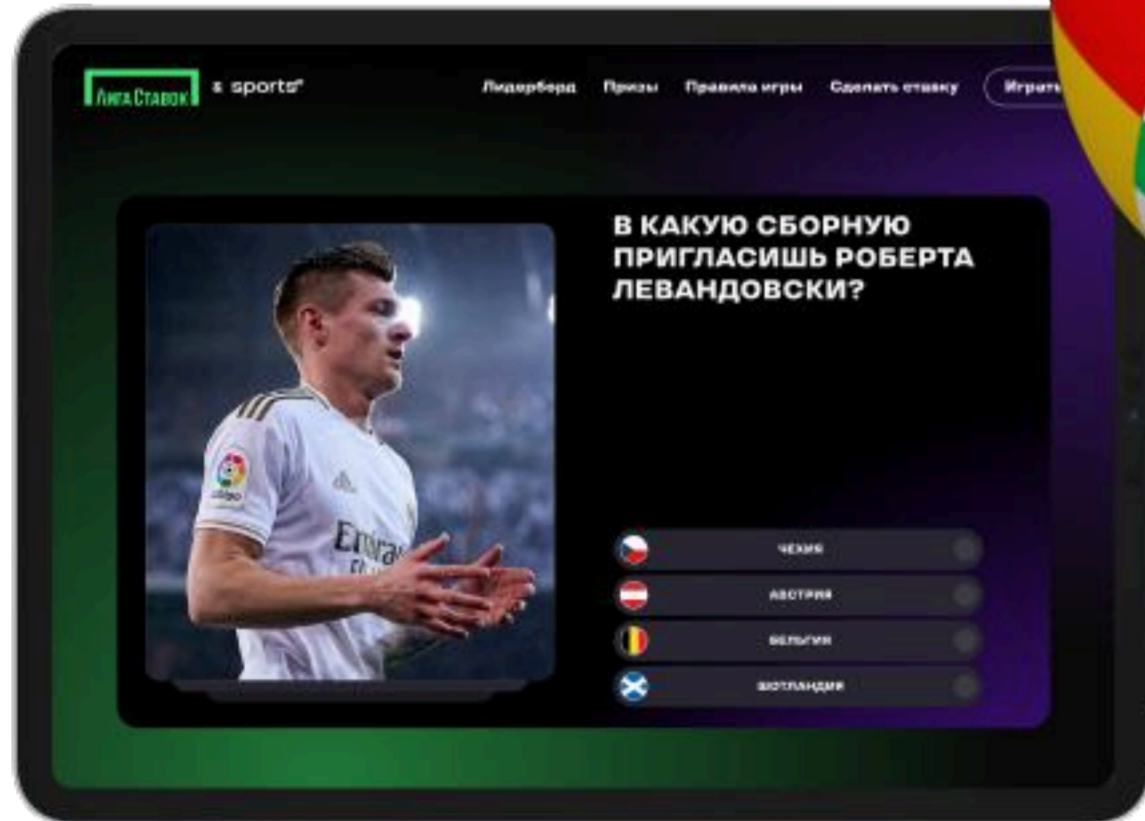 Лига Ставок & sports"
Лидерборд Призы Правила игры Сделать ставку Играть
В КАКУЮ СБОРНУЮ
ПРИГЛАСИШЬ РОБЕРТА
ЛЕВАНДОВСКИ?
ЧЕХИЯ
АВСТРИЯ
БЕЛЬГИЯ
ШОТЛАНДИЯ